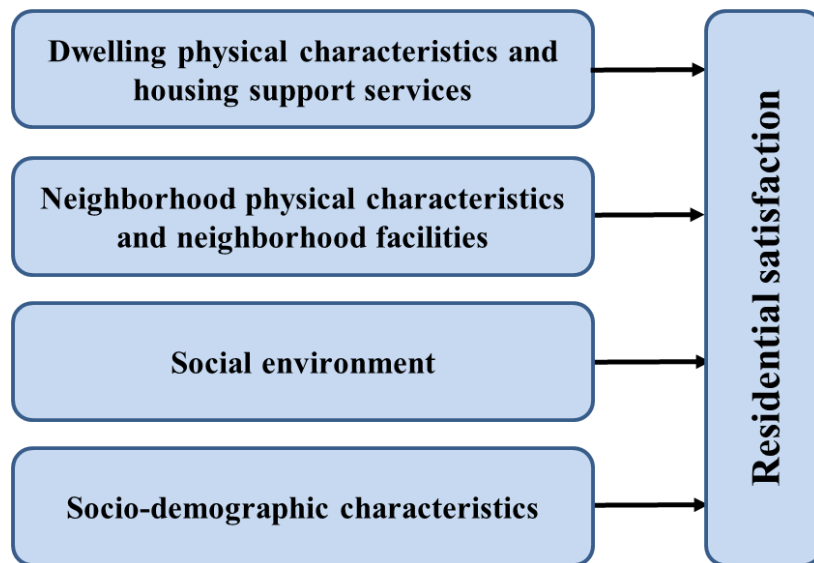 Dwelling physical characteristics and
housing support services
Neighborhood physical characteristics
and neighborhood facilities
Social environment
Socio-demographic characteristics
Residential satisfaction